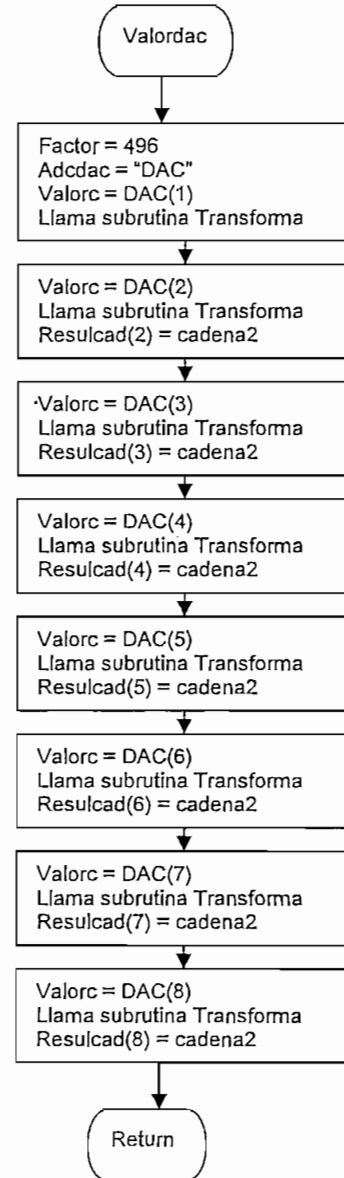 Valordac
Factor = 496
Adcdac = "DAC"
Valorc = DAC(1)
Llama subrutina Transforma
Valorc = DAC(2)
Llama subrutina Transforma
Resulcad(2) = cadena2
Valorc = DAC(3)
Llama subrutina Transforma
Resulcad(3) = cadena2
Valorc = DAC(4)
Llama subrutina Transforma
Resulcad(4) = cadena2
Valorc = DAC(5)
Llama subrutina Transforma
Resulcad(5) = cadena2
Valorc = DAC(6)
Llama subrutina Transforma
Resulcad(6) = cadena2
Valorc = DAC(7)
Llama subrutina Transforma
Resulcad(7) = cadena2
Valorc = DAC(8)
Llama subrutina Transforma
Resulcad(8) = cadena2
Return